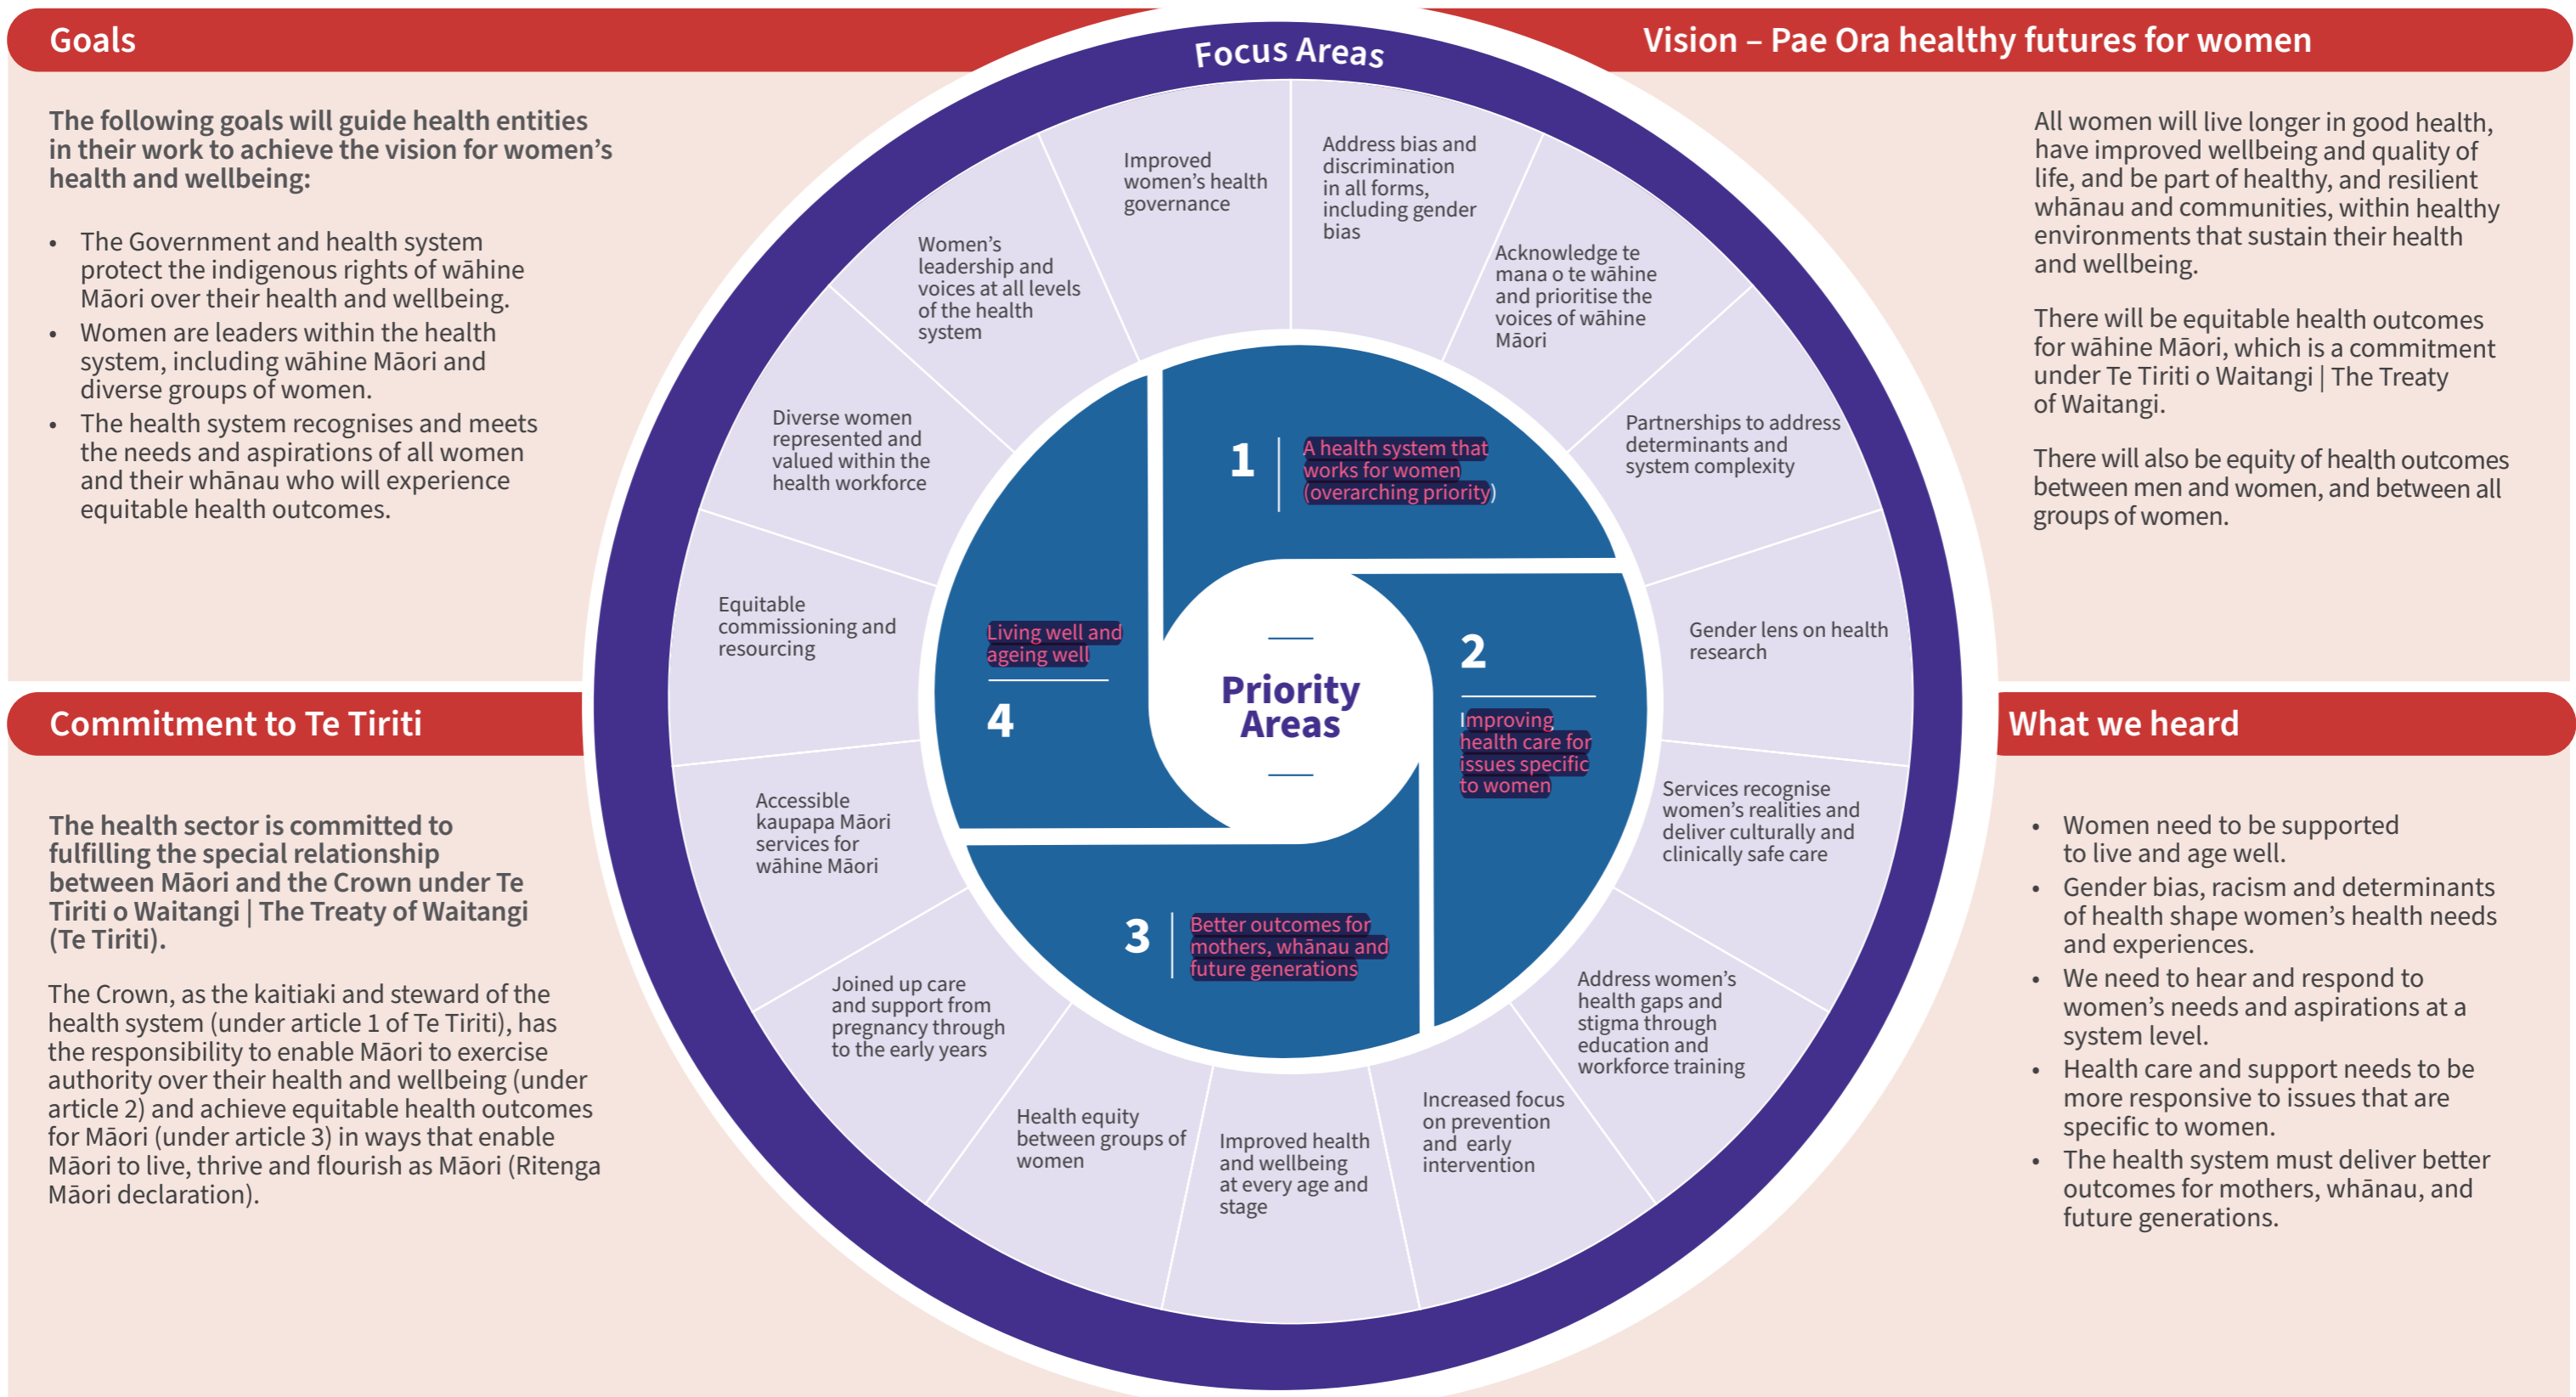 Goals
The following goals will guide health entities
in their work to achieve the vision for women’s
health and wellbeing:
• The Government and health system
protect the indigenous rights of wāhine
Māori over their health and wellbeing.
• Women are leaders within the health
system, including wāhine Māori and
diverse groups of women.
• The health system recognises and meets
the needs and aspirations of all women
and their whānau who will experience
equitable health outcomes.
Commitment to Te Tiriti
The health sector is committed to
fulfilling the special relationship
between Māori and the Crown under Te
Tiriti o Waitangi | The Treaty of Waitangi
(Te Tiriti).
The Crown, as the kaitiaki and steward of the
health system (under article 1 of Te Tiriti), has
the responsibility to enable Māori to exercise
authority over their health and wellbeing (under
article 2) and achieve equitable health outcomes
for Māori (under article 3) in ways that enable
Māori to live, thrive and flourish as Māori (Ritenga
Māori declaration).
Focus Areas
Address bias and
discrimination
in all forms,
including gender
bias
Acknowledge te
mana o te wāhine
and prioritise the
voices of wāhine
Māori
Partnerships to address
determinants and
system complexity
Gender lens on health
research
Services recognise
women’s realities and
deliver culturally and
clinically safe care
Address women’s
health gaps and
stigma through
education and
workforce training
Increased focus
on prevention
and early
intervention
Improved health
and wellbeing
at every age and
stage
Health equity
between groups of
women
Joined up care
and support from
pregnancy through
to the early years
Accessible
kaupapa Māori
services for
wāhine Māori
Equitable
commissioning and
resourcing
Diverse women
represented and
valued within the
health workforce
Women’s
leadership and
voices at all levels
of the health
system
Improved
women’s health
governance
Priority
Areas
1
A health system that
works for women
(overarching priority)
2
Improving
health care for
issues specific
to women
3
Better outcomes for
mothers, whānau and
future generations
Living well and
ageing well
4
Vision – Pae Ora healthy futures for women
All women will live longer in good health,
have improved wellbeing and quality of
life, and be part of healthy, and resilient
whānau and communities, within healthy
environments that sustain their health
and wellbeing.
There will be equitable health outcomes
for wāhine Māori, which is a commitment
under Te Tiriti o Waitangi | The Treaty
of Waitangi.
There will also be equity of health outcomes
between men and women, and between all
groups of women.
What we heard
• Women need to be supported
to live and age well.
• Gender bias, racism and determinants
of health shape women’s health needs
and experiences.
• We need to hear and respond to
women’s needs and aspirations at a
system level.
• Health care and support needs to be
more responsive to issues that are
specific to women.
• The health system must deliver better
outcomes for mothers, whānau, and
future generations.